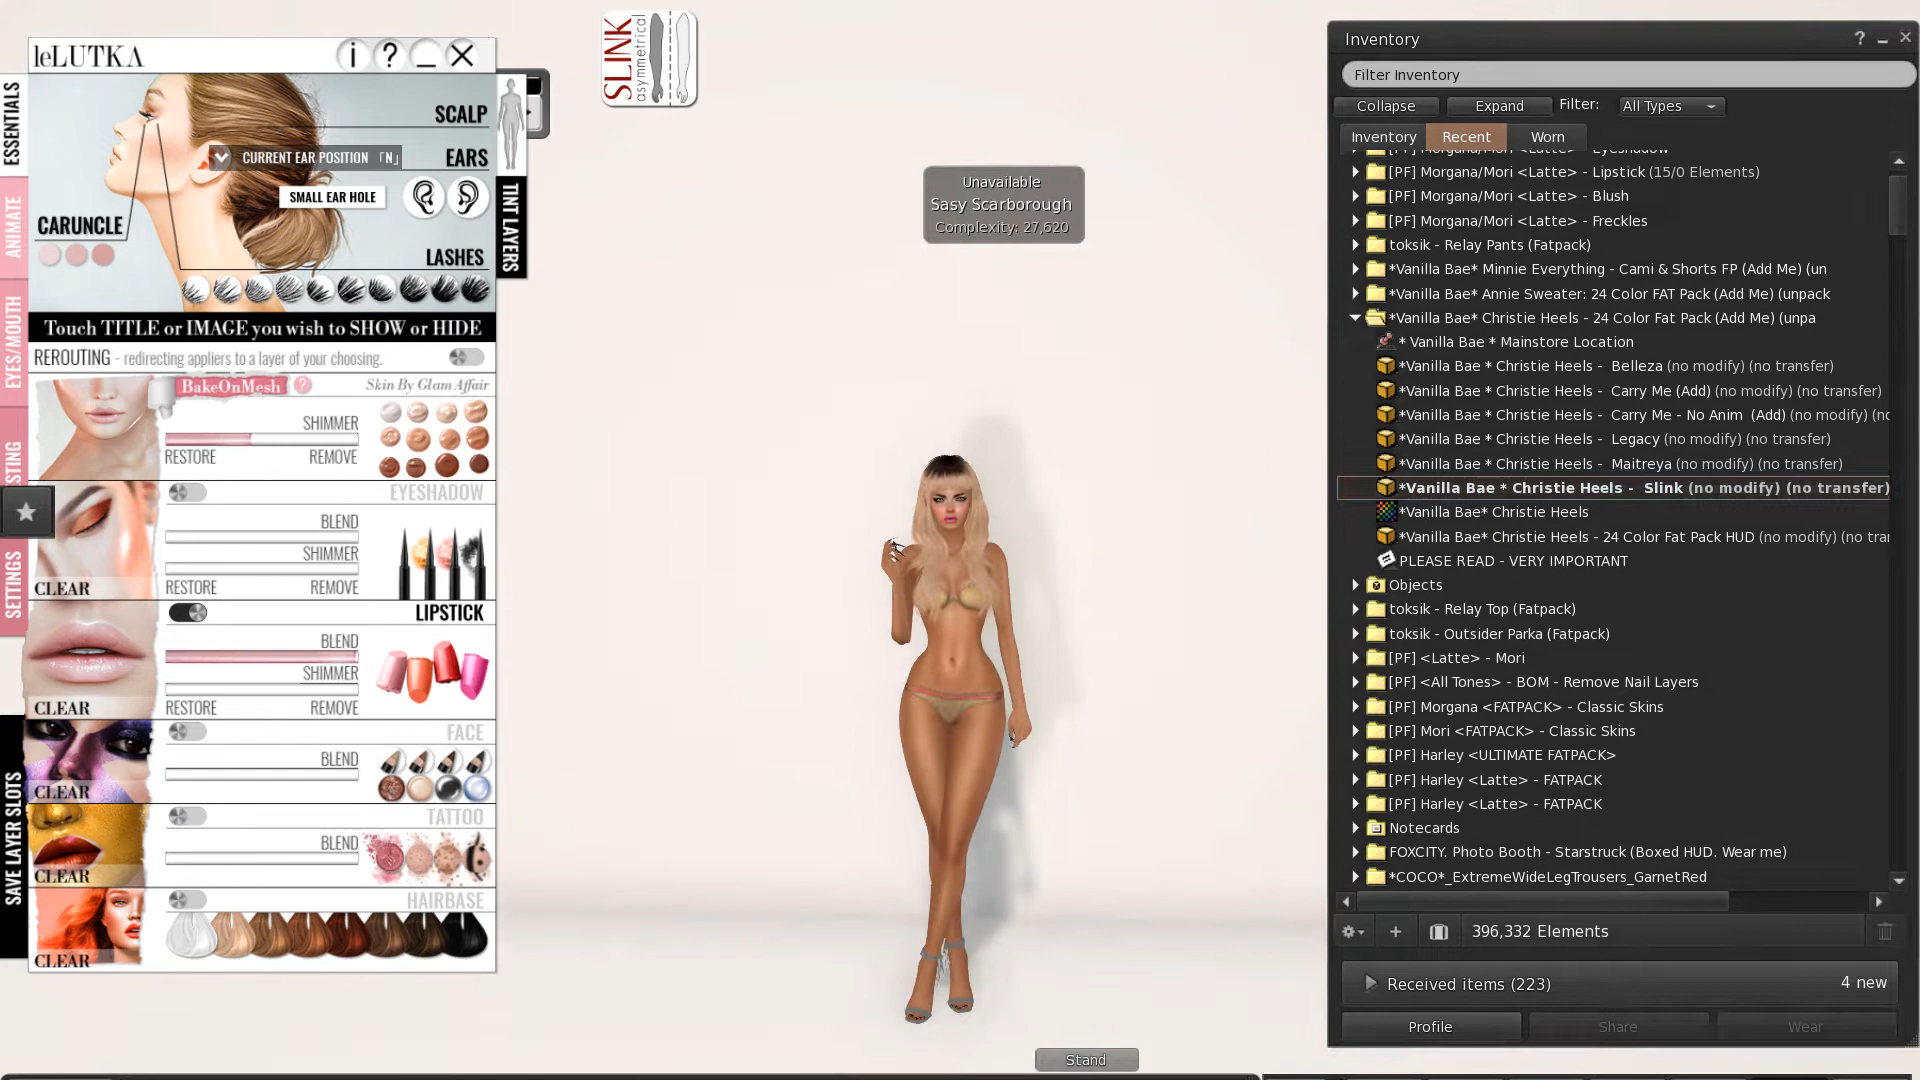 leLUTKA
i ? _ X
ESSENTIALS
ANIMATE
EYES/MOUTH
STING
SETTINGS
SAVE LAYER SLOTS
TINT LAYERS
SCALP
CURRENT EAR POSITION 「N」
EARS
SMALL EAR HOLE
CARUNCLE
LASHES
Touch TITLE or IMAGE you wish to SHOW or HIDE
REROUTING - redirecting appliers to a layer of your choosing.
BakeOnMesh ?
Skin By Glam Affair
SHIMMER
RESTORE REMOVE
EYESHADOW
BLEND
SHIMMER
CLEAR RESTORE REMOVE
LIPSTICK
BLEND
SHIMMER
CLEAR RESTORE REMOVE
FACE
BLEND
CLEAR
TATTOO
BLEND
CLEAR
HAIRBASE
CLEAR
SLINK
asymmetrical
Unavailable
Sasy Scarborough
Complexity: 27,620
Stand
Inventory
Filter Inventory
Collapse Expand Filter: All Types
Inventory Recent Worn
[PF] Morgana/Mori <Latte> - Eyeshadow
[PF] Morgana/Mori <Latte> - Lipstick (15/0 Elements)
[PF] Morgana/Mori <Latte> - Blush
[PF] Morgana/Mori <Latte> - Freckles
toksik - Relay Pants (Fatpack)
*Vanilla Bae* Minnie Everything - Cami & Shorts FP (Add Me) (un
*Vanilla Bae* Annie Sweater: 24 Color FAT Pack (Add Me) (unpack
*Vanilla Bae* Christie Heels - 24 Color Fat Pack (Add Me) (unpa
* Vanilla Bae * Mainstore Location
*Vanilla Bae * Christie Heels - Belleza (no modify) (no transfer)
*Vanilla Bae * Christie Heels - Carry Me (Add) (no modify) (no transfer)
*Vanilla Bae * Christie Heels - Carry Me - No Anim (Add) (no modify) (no
*Vanilla Bae * Christie Heels - Legacy (no modify) (no transfer)
*Vanilla Bae * Christie Heels - Maitreya (no modify) (no transfer)
*Vanilla Bae * Christie Heels - Slink (no modify) (no transfer)
*Vanilla Bae* Christie Heels
*Vanilla Bae* Christie Heels - 24 Color Fat Pack HUD (no modify) (no tran
PLEASE READ - VERY IMPORTANT
Objects
toksik - Relay Top (Fatpack)
toksik - Outsider Parka (Fatpack)
[PF] <Latte> - Mori
[PF] <All Tones> - BOM - Remove Nail Layers
[PF] Morgana <FATPACK> - Classic Skins
[PF] Mori <FATPACK> - Classic Skins
[PF] Harley <ULTIMATE FATPACK>
[PF] Harley <Latte> - FATPACK
[PF] Harley <Latte> - FATPACK
Notecards
FOXCITY. Photo Booth - Starstruck (Boxed HUD. Wear me)
*COCO*_ExtremeWideLegTrousers_GarnetRed
396,332 Elements
Received items (223) 4 new
Profile Share Wear